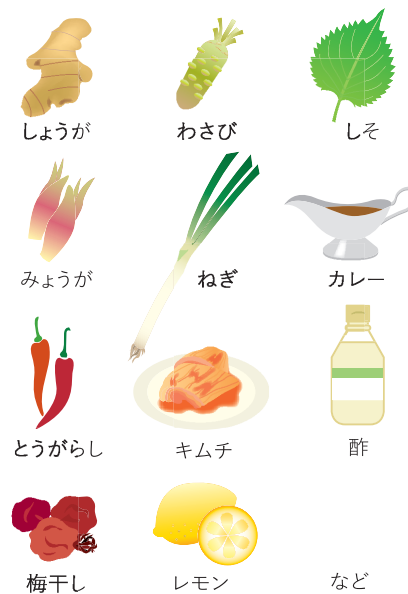 しょうが
わさび
しそ
みょうが
ねぎ
カレー
とうがらし
キムチ
酢
梅干し
レモン
など